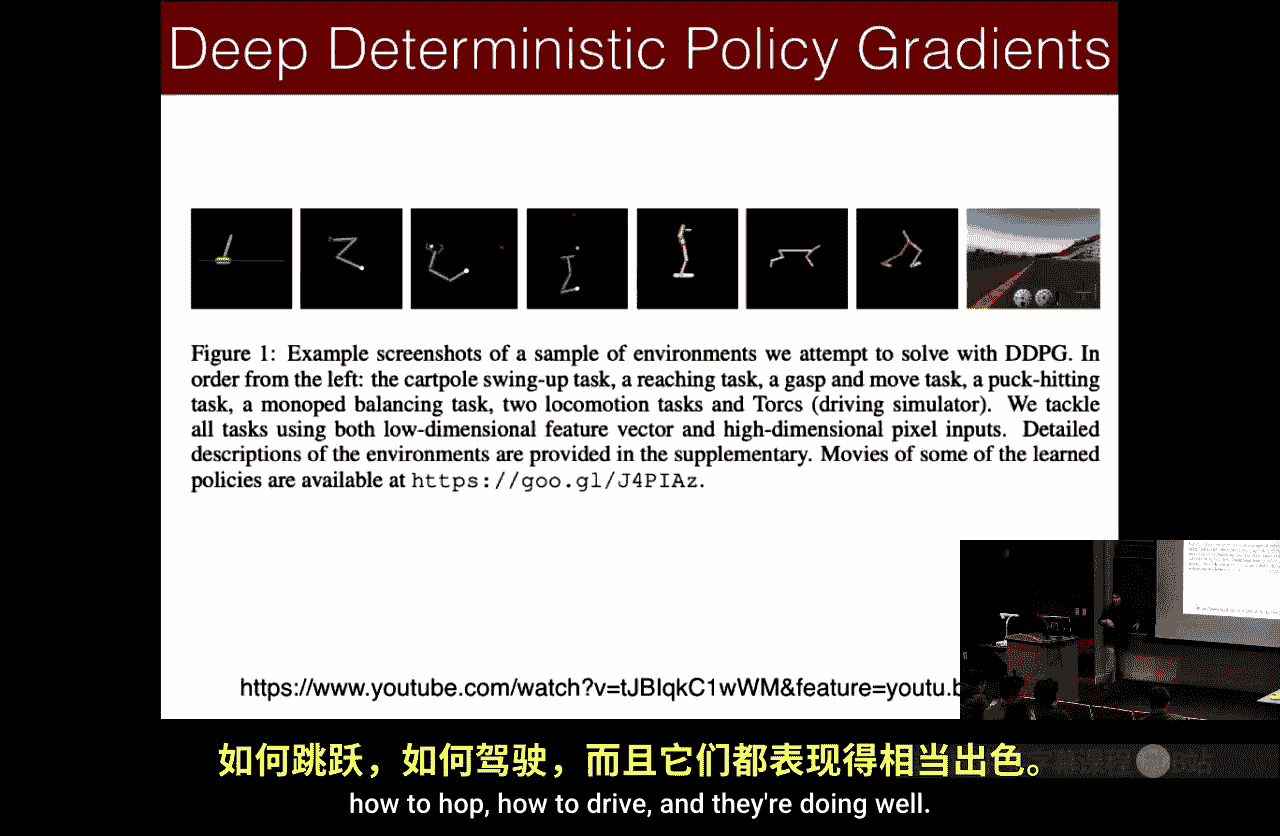 Deep Deterministic Policy Gradients
Figure 1: Example screenshots of a sample of environments we attempt to solve with DDPG. In
order from the left: the cartpole swing-up task, a reaching task, a gasp and move task, a puck-hitting
task, a monoped balancing task, two locomotion tasks and Torcs (driving simulator). We tackle
all tasks using both low-dimensional feature vector and high-dimensional pixel inputs. Detailed
descriptions of the environments are provided in the supplementary. Movies of some of the learned
policies are available at https://goo.gl/J4PIAz.
https://www.youtube.com/watch?v=tJBIqkC1wWM&feature=youtu.b
如何跳跃，如何驾驶，而且它们都表现得相当出色。
how to hop, how to drive, and they're doing well.